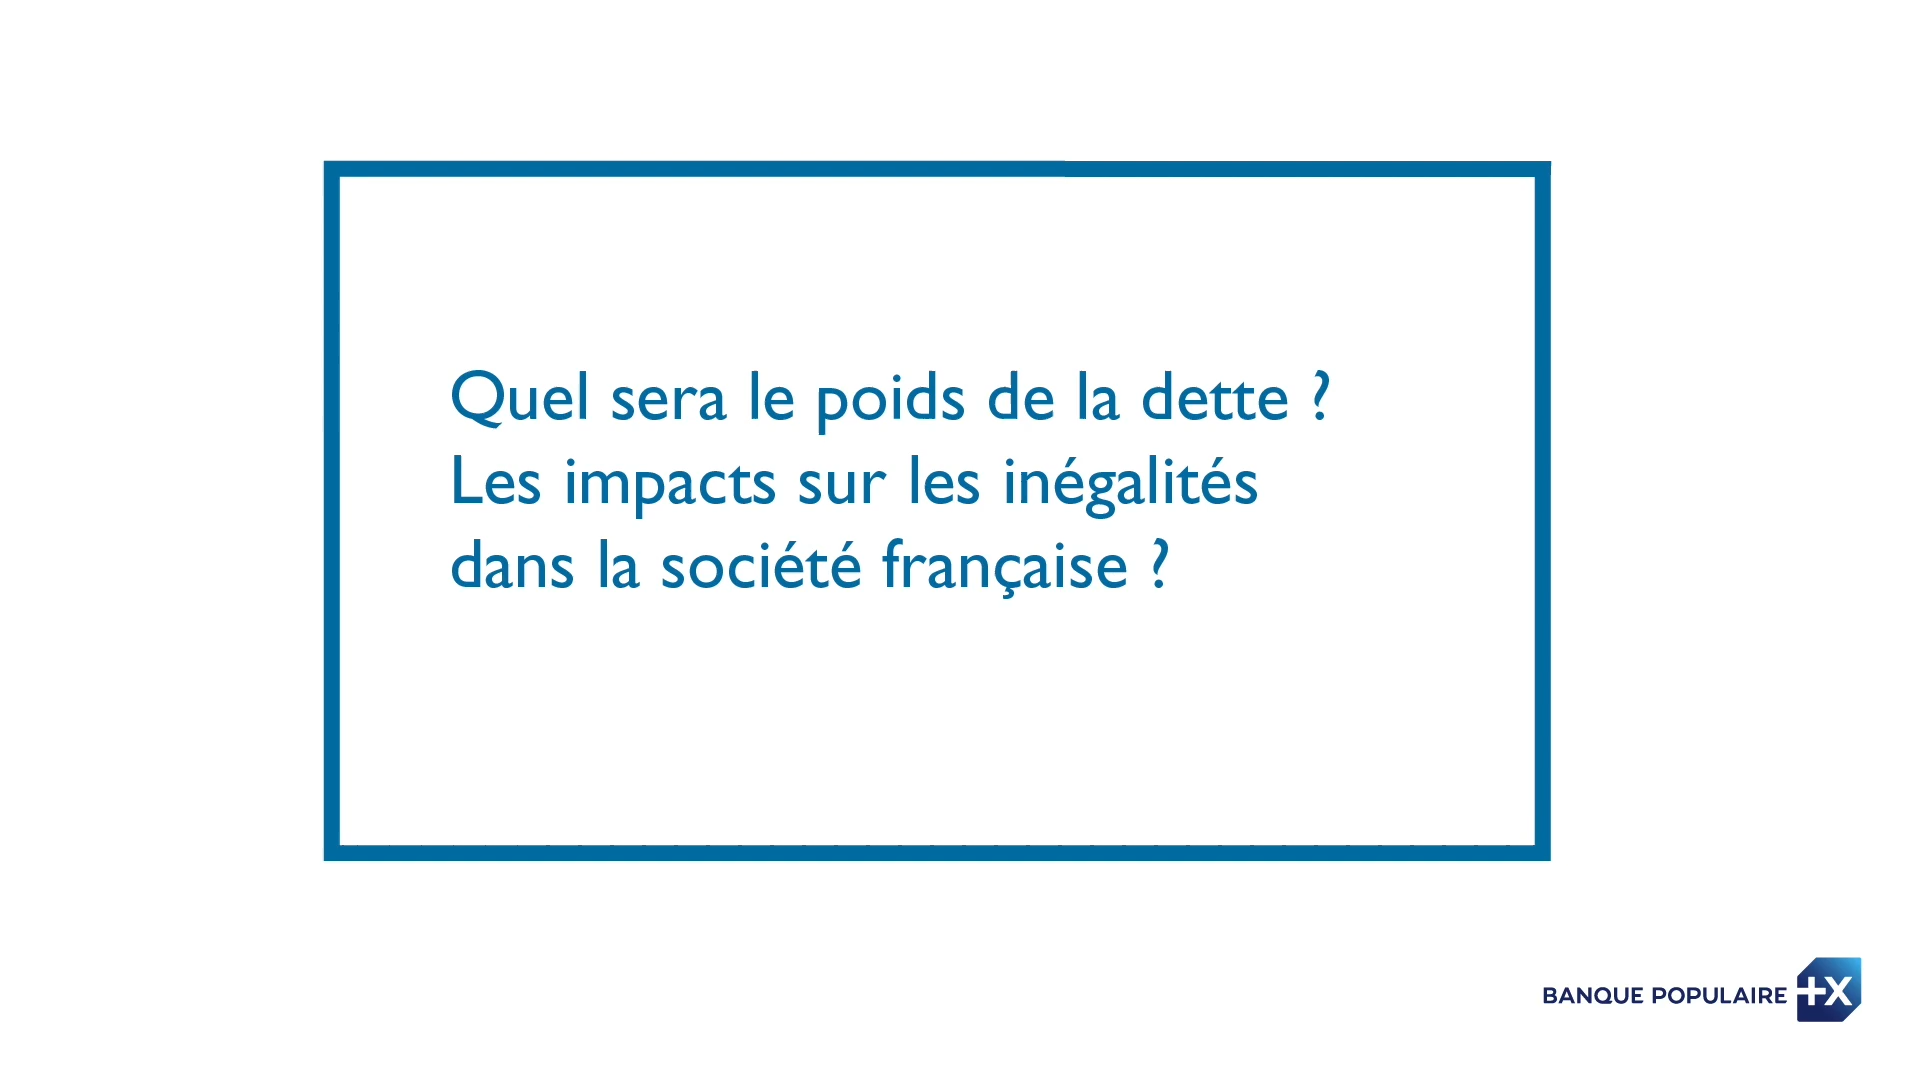 Quel sera le poids de la dette ?
Les impacts sur les inégalités
dans la société française ?
BANQUE POPULAIRE +X